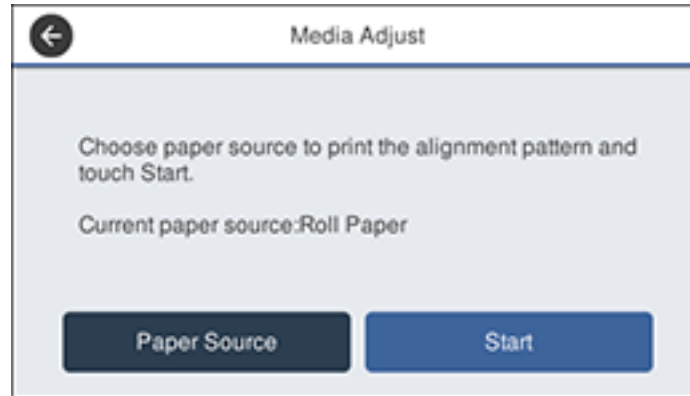 Media Adjust
Choose paper source to print the alignment pattern and
touch Start.
Current paper source:Roll Paper
Paper Source
Start